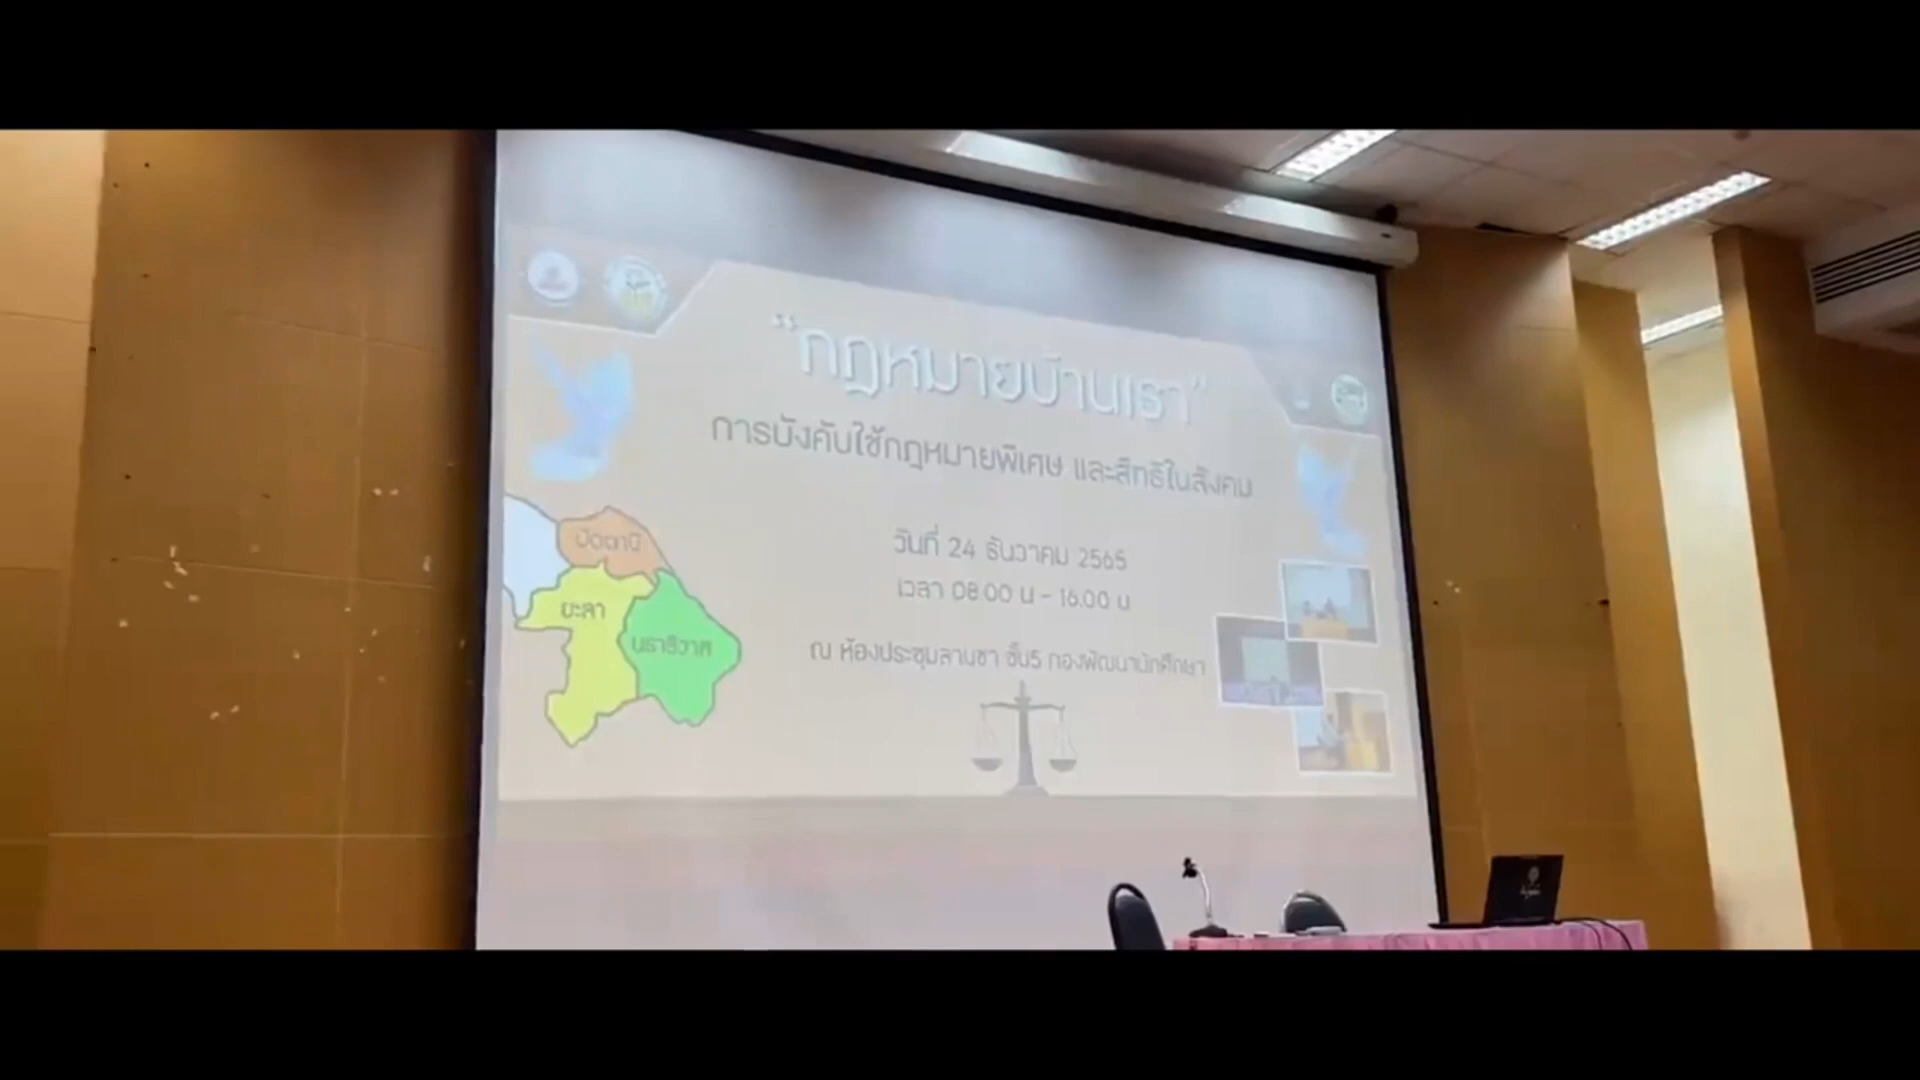 “กฎหมายบ้านเรา”
การบังคับใช้กฎหมายพิเศษ และสิทธิในสังคม
วันที่ 24 ธันวาคม 2565
เวลา 08.00 น - 16.00 น
ณ ห้องประชุมลานชา ชั้น5 กองพัฒนานักศึกษา
ปัตตานี
ยะลา
นราธิวาส